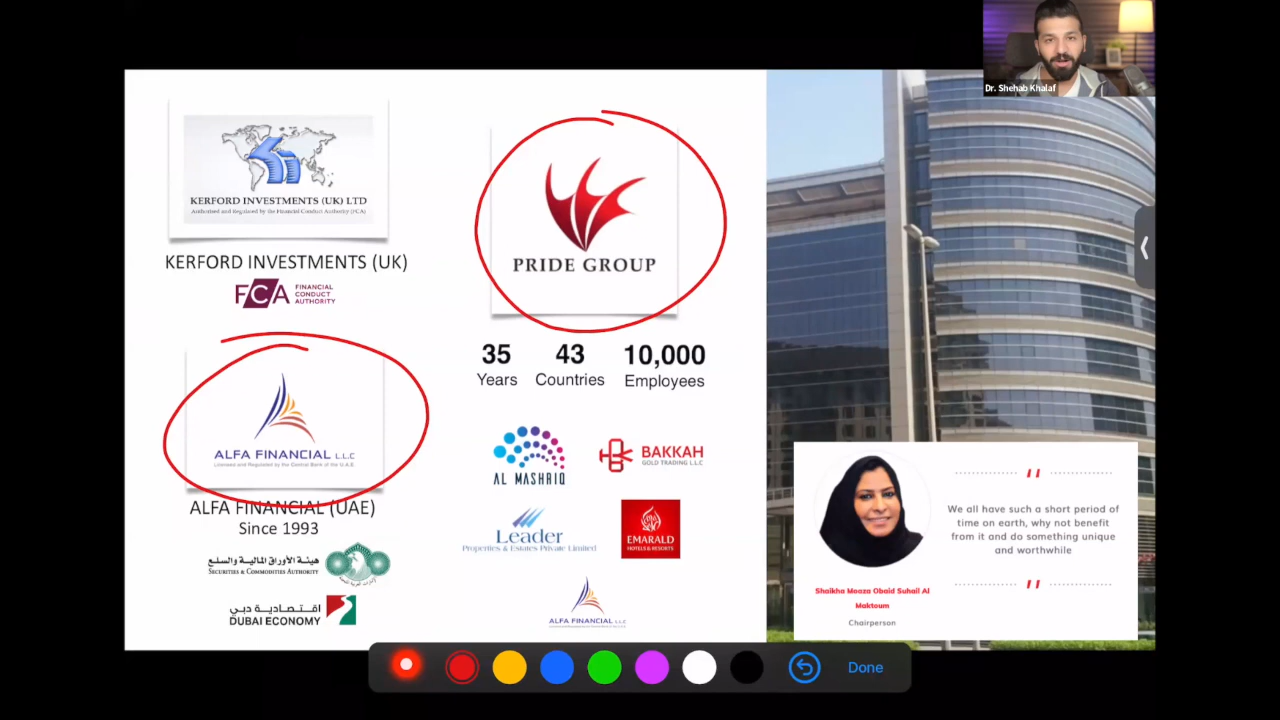 Dr. Shehab Khalaf
KERFORD INVESTMENTS (UK) LTD
Authorised and Regulated by the Financial Conduct Authority (FCA)
KERFORD INVESTMENTS (UK)
FCA FINANCIAL
CONDUCT
AUTHORITY
ALFA FINANCIAL L.L.C
Licensed and Regulated by the Central Bank of the U.A.E.
ALFA FINANCIAL (UAE)
Since 1993
هيئة الأوراق المالية والسلع
SECURITIES & COMMODITIES AUTHORITY
اقتصادية دبي
DUBAI ECONOMY
PRIDE GROUP
35 43 10,000
Years Countries Employees
AL MASHRIQ
BAKKAH
GOLD TRADING L.L.C
Leader
Properties & Estates Private Limited
EMARALD
HOTELS & RESORTS
ALFA FINANCIAL LLC
We all have such a short period of
time on earth, why not benefit
from it and do something unique
and worthwhile
Shaikha Moaza Obaid Suhail Al
Maktoum
Chairperson
Done